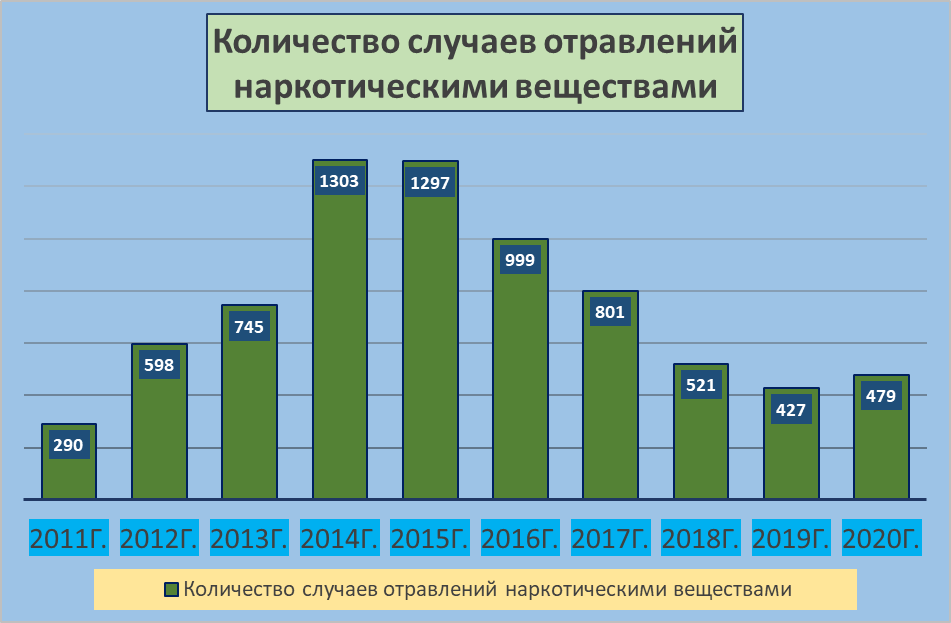 Количество случаев отравлений
наркотическими веществами
1303
1297
999
801
745
598
521
479
427
290
2011Г. 2012Г. 2013Г. 2014Г. 2015Г. 2016Г. 2017Г. 2018Г. 2019Г. 2020Г.
Количество случаев отравлений наркотическими веществами